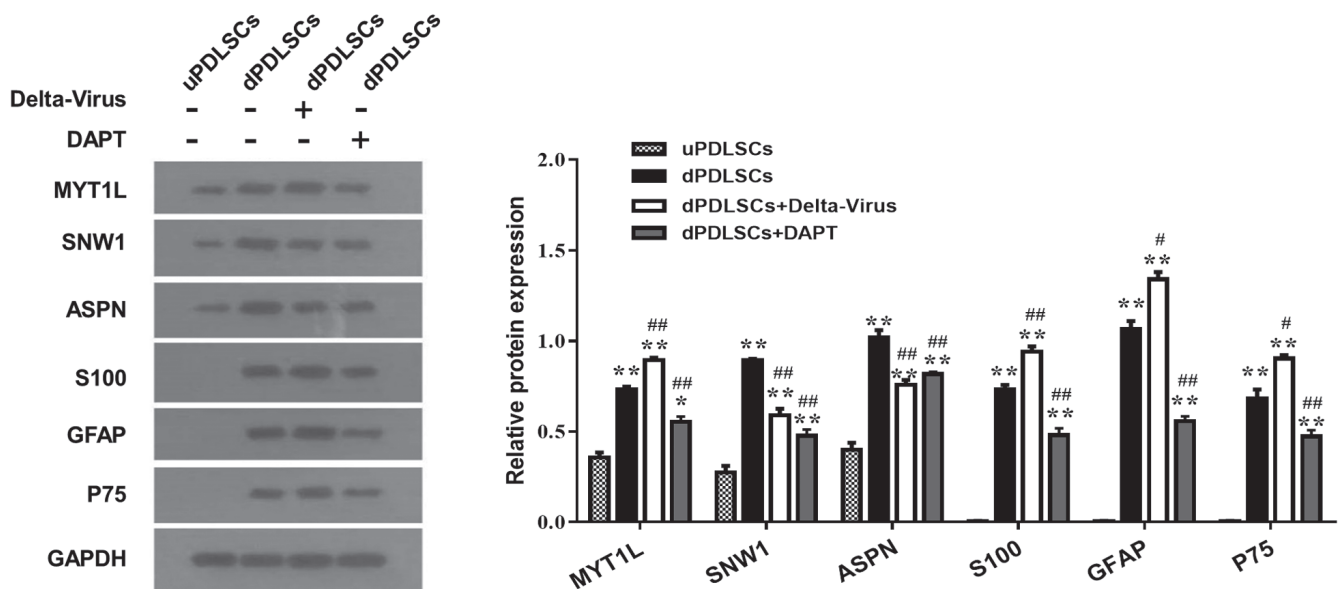 uPDLSCs dPDLSCs dPDLSCs dPDLSCs
Delta-Virus - - + -
DAPT - - - +
MYT1L
SNW1
ASPN
S100
GFAP
P75
GAPDH
uPDLSCs
dPDLSCs
dPDLSCs+Delta-Virus
dPDLSCs+DAPT
Relative protein expression
2.0
1.5
1.0
0.5
0.0
** ## ** ## *
** ## ** ## **
** ## ** ## **
** ## ** ## **
** # ** ## **
** # ** ## **
MYT1L SNW1 ASPN S100 GFAP P75